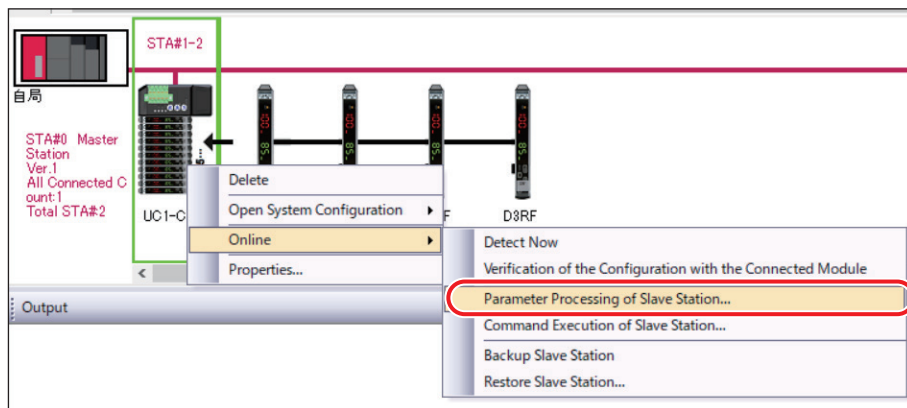 STA#1-2
自局
STA#0 Master
Station
Ver.1
All Connected C
ount:1
Total STA#:2
UC1-C
F
D3RF
Delete
Open System Configuration
Online
Properties...
Detect Now
Verification of the Configuration with the Connected Module
Parameter Processing of Slave Station...
Command Execution of Slave Station...
Backup Slave Station
Restore Slave Station...
Output